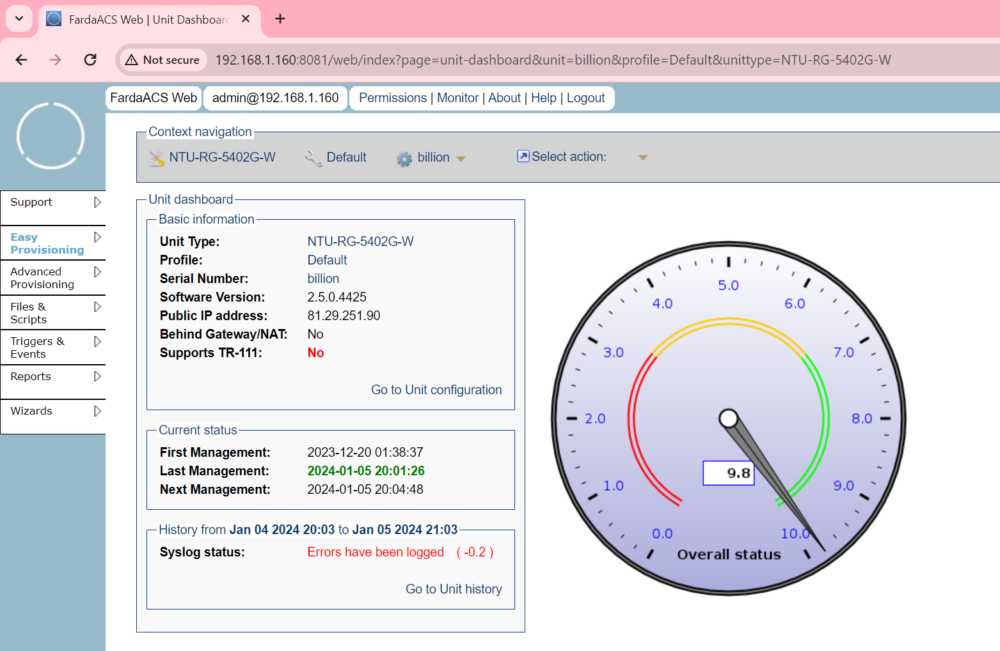 FardaACS Web | Unit Dashboard
Not secure 192.168.1.160:8081/web/index?page=unit-dashboard&unit=billion&profile=Default&unittype=NTU-RG-5402G-W
FardaACS Web admin@192.168.1.160 Permissions | Monitor | About | Help | Logout
Context navigation
NTU-RG-5402G-W Default billion Select action:
Support
Easy
Provisioning
Advanced
Provisioning
Files &
Scripts
Triggers &
Events
Reports
Wizards
Unit dashboard
Basic information
Unit Type: NTU-RG-5402G-W
Profile: Default
Serial Number: billion
Software Version: 2.5.0.4425
Public IP address: 81.29.251.90
Behind Gateway/NAT: No
Supports TR-111: No
Go to Unit configuration
Current status
First Management: 2023-12-20 01:38:37
Last Management: 2024-01-05 20:01:26
Next Management: 2024-01-05 20:04:48
History from Jan 04 2024 20:03 to Jan 05 2024 21:03
Syslog status: Errors have been logged ( -0.2 )
Go to Unit history
0.0
1.0
2.0
3.0
4.0
5.0
6.0
7.0
8.0
9.0
10.0
9.8
Overall status